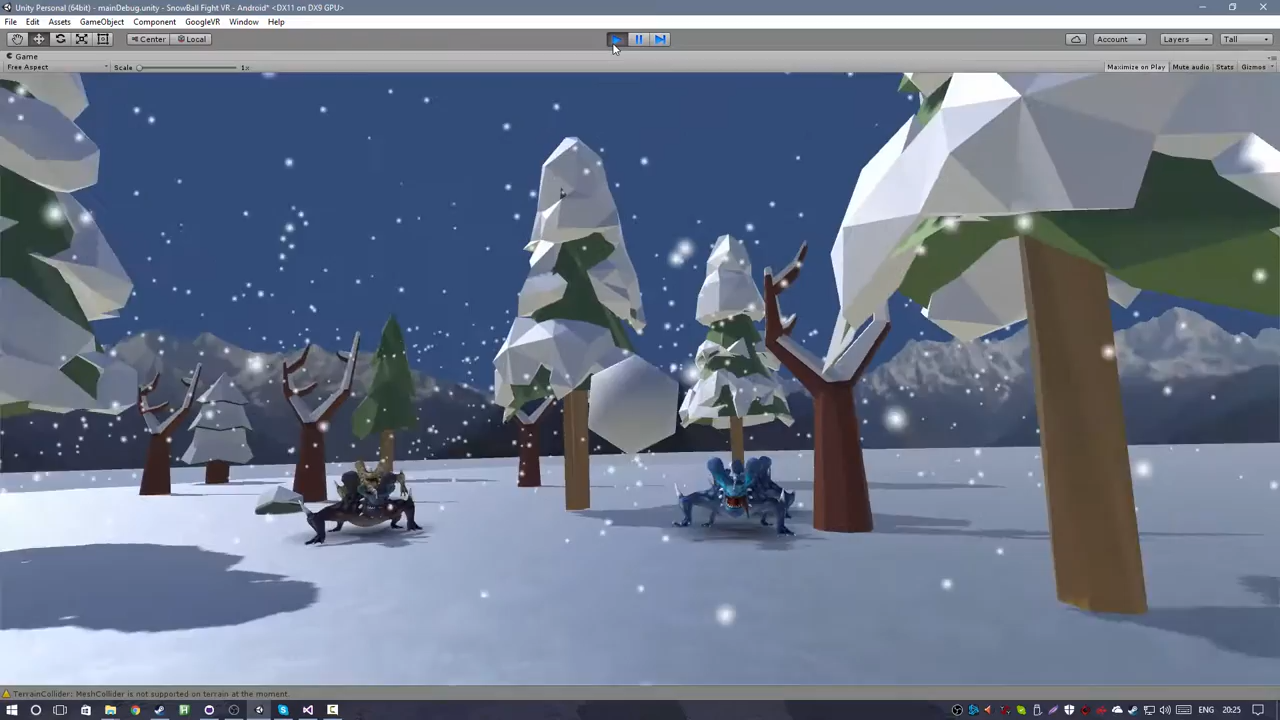 Unity Personal (64bit) - mainDebug.unity - SnowBall Fight VR - Android* <DX11 on DX9 GPU>
File Edit Assets GameObject Component GoogleVR Window Help
Center Local Account Layers Tall
Game
Free Aspect Scale 1x Maximize on Play Mute audio Stats Gizmos
TerrainCollider: MeshCollider is not supported on terrain at the moment.
ENG 20:25